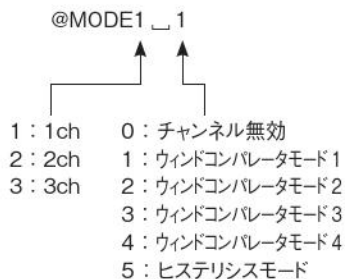 @MODE1␣1
1：1ch
2：2ch
3：3ch
0：チャンネル無効
1：ウィンドコンパレータモード1
2：ウィンドコンパレータモード2
3：ウィンドコンパレータモード3
4：ウィンドコンパレータモード4
5：ヒステリシスモード